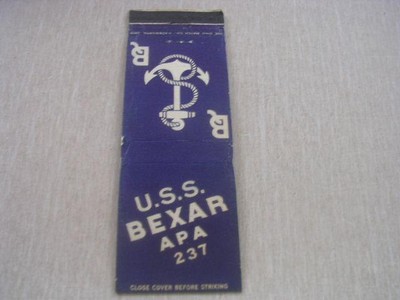 B
B
U.S.S.
BEXAR
APA
237
CLOSE COVER BEFORE STRIKING